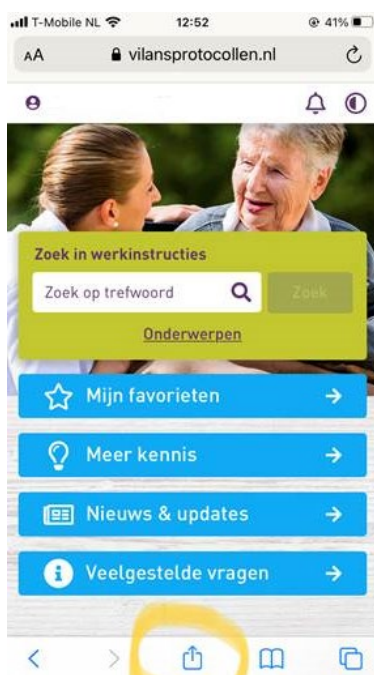 T-Mobile NL 12:52 41%
AA vilansprotocollen.nl
Zoek in werkinstructies
Zoek op trefwoord Zoek
Onderwerpen
Mijn favorieten
Meer kennis
Nieuws & updates
Veelgestelde vragen